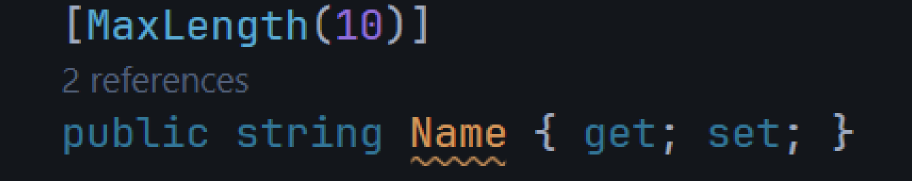 [MaxLength(10)]
2 references
public string Name { get; set; }